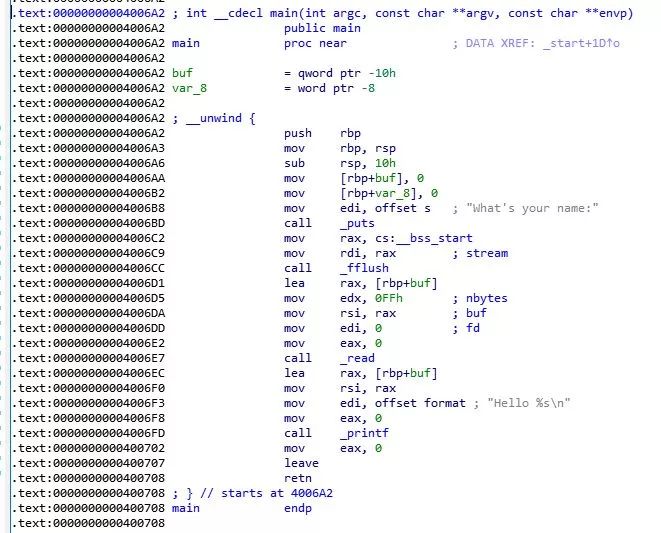 .text:00000000004006A2 ; int __cdecl main(int argc, const char **argv, const char **envp)
.text:00000000004006A2 public main
.text:00000000004006A2 main proc near ; DATA XREF: _start+1D↑o
.text:00000000004006A2
.text:00000000004006A2 buf = qword ptr -10h
.text:00000000004006A2 var_8 = word ptr -8
.text:00000000004006A2
.text:00000000004006A2 ; __unwind {
.text:00000000004006A2 push rbp
.text:00000000004006A3 mov rbp, rsp
.text:00000000004006A6 sub rsp, 10h
.text:00000000004006AA mov [rbp+buf], 0
.text:00000000004006B2 mov [rbp+var_8], 0
.text:00000000004006B8 mov edi, offset s ; "What's your name:"
.text:00000000004006BD call _puts
.text:00000000004006C2 mov rax, cs:__bss_start
.text:00000000004006C9 mov rdi, rax ; stream
.text:00000000004006CC call _fflush
.text:00000000004006D1 lea rax, [rbp+buf]
.text:00000000004006D5 mov edx, 0FFh ; nbytes
.text:00000000004006DA mov rsi, rax ; buf
.text:00000000004006DD mov edi, 0 ; fd
.text:00000000004006E2 mov eax, 0
.text:00000000004006E7 call _read
.text:00000000004006EC lea rax, [rbp+buf]
.text:00000000004006F0 mov rsi, rax
.text:00000000004006F3 mov edi, offset format ; "Hello %s\n"
.text:00000000004006F8 mov eax, 0
.text:00000000004006FD call _printf
.text:0000000000400702 mov eax, 0
.text:0000000000400707 leave
.text:0000000000400708 retn
.text:0000000000400708 ; } // starts at 4006A2
.text:0000000000400708 main endp
.text:0000000000400708